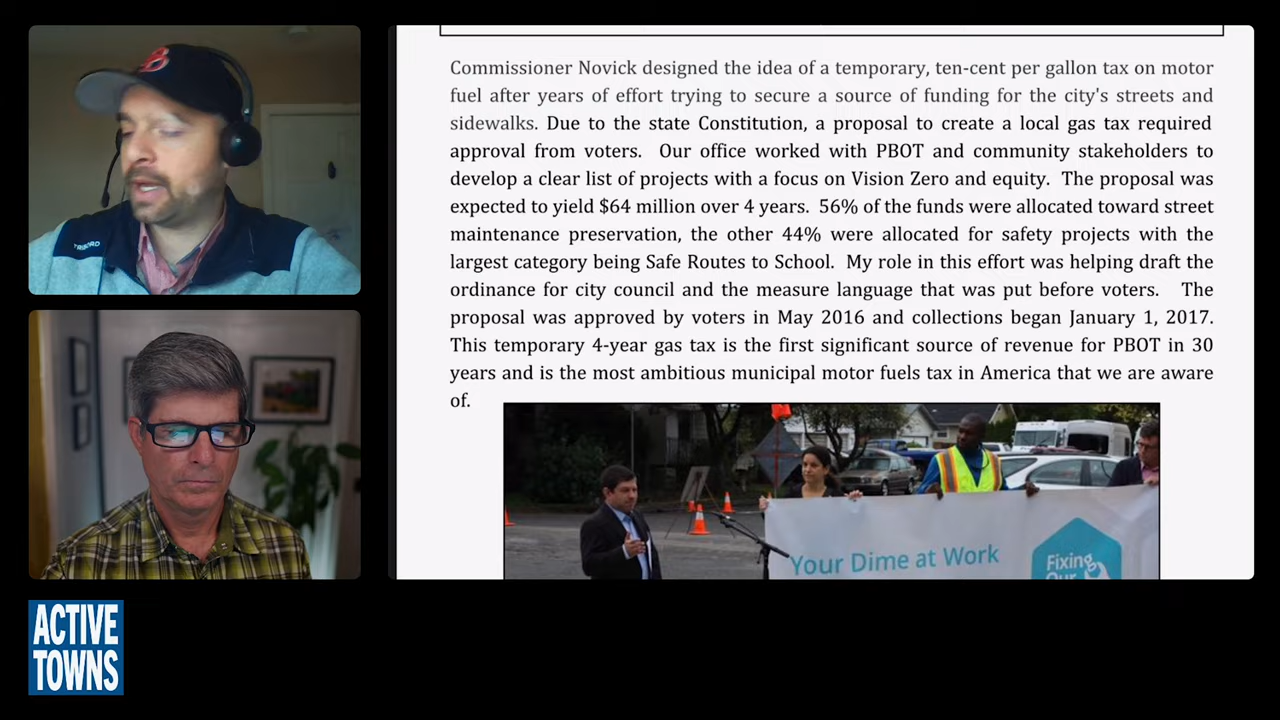 B
TRIBORD
Commissioner Novick designed the idea of a temporary, ten-cent per gallon tax on motor
fuel after years of effort trying to secure a source of funding for the city's streets and
sidewalks. Due to the state Constitution, a proposal to create a local gas tax required
approval from voters. Our office worked with PBOT and community stakeholders to
develop a clear list of projects with a focus on Vision Zero and equity. The proposal was
expected to yield $64 million over 4 years. 56% of the funds were allocated toward street
maintenance preservation, the other 44% were allocated for safety projects with the
largest category being Safe Routes to School. My role in this effort was helping draft the
ordinance for city council and the measure language that was put before voters. The
proposal was approved by voters in May 2016 and collections began January 1, 2017.
This temporary 4-year gas tax is the first significant source of revenue for PBOT in 30
years and is the most ambitious municipal motor fuels tax in America that we are aware
of.
Your Dime at Work
Fixing
Our
ACTIVE
TOWNS